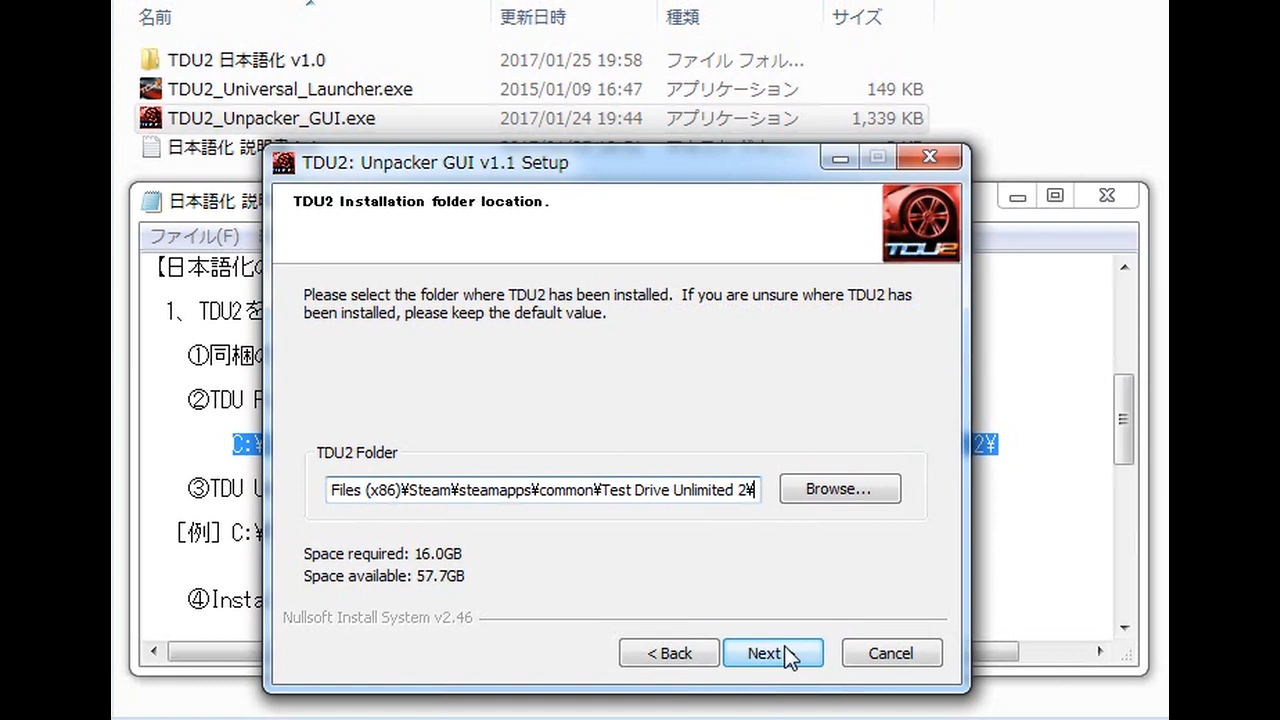 名前 更新日時 種類 サイズ
TDU2 日本語化 v1.0 2017/01/25 19:58 ファイル フォル...
TDU2_Universal_Launcher.exe 2015/01/09 16:47 アプリケーション 149 KB
TDU2_Unpacker_GUI.exe 2017/01/24 19:44 アプリケーション 1,339 KB
日本語化 説明書
TDU2: Unpacker GUI v1.1 Setup
日本語化 説
ファイル(F)
TDU2 Installation folder location.
TDU2
【日本語化の
1、 TDU2を
①同梱の
②TDU F
C:¥
2¥
③TDU U
[例] C:¥
④Insta
Please select the folder where TDU2 has been installed. If you are unsure where TDU2 has
been installed, please keep the default value.
TDU2 Folder
Files (x86)¥Steam¥steamapps¥common¥Test Drive Unlimited 2¥
Browse...
Space required: 16.0GB
Space available: 57.7GB
Nullsoft Install System v2.46
< Back Next Cancel